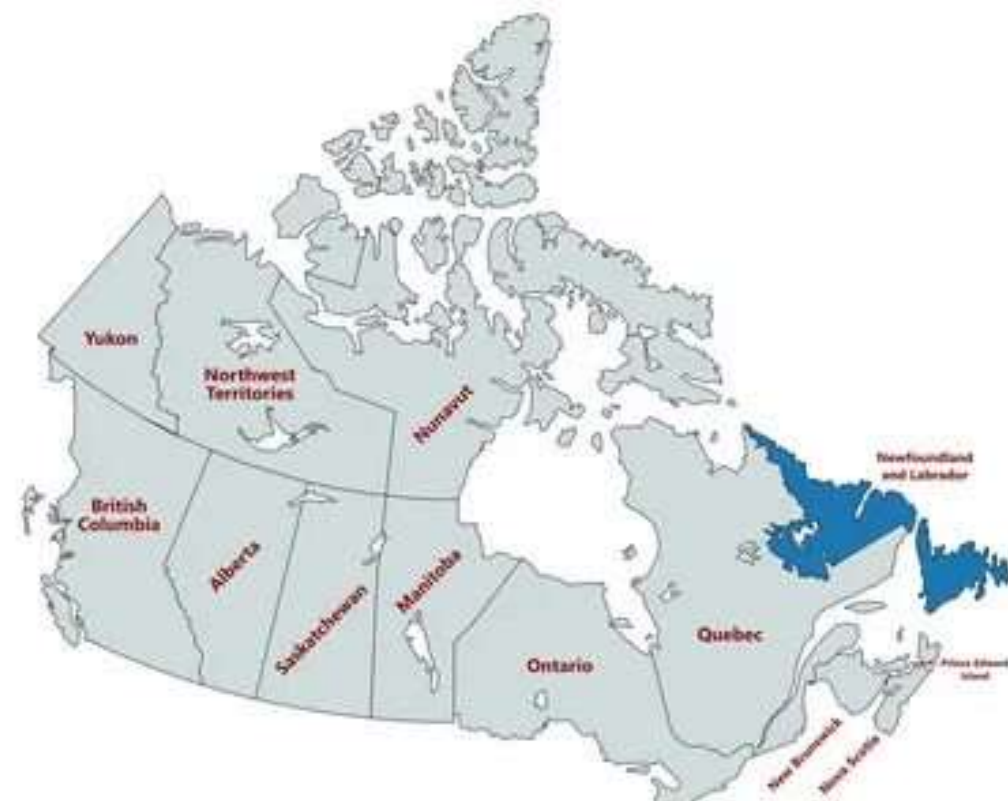 Yukon
Northwest
Territories
Nunavut
Newfoundland
and Labrador
British
Columbia
Alberta
Saskatchewan
Manitoba
Ontario
Quebec
Prince Edward
Island
New Brunswick
Nova Scotia